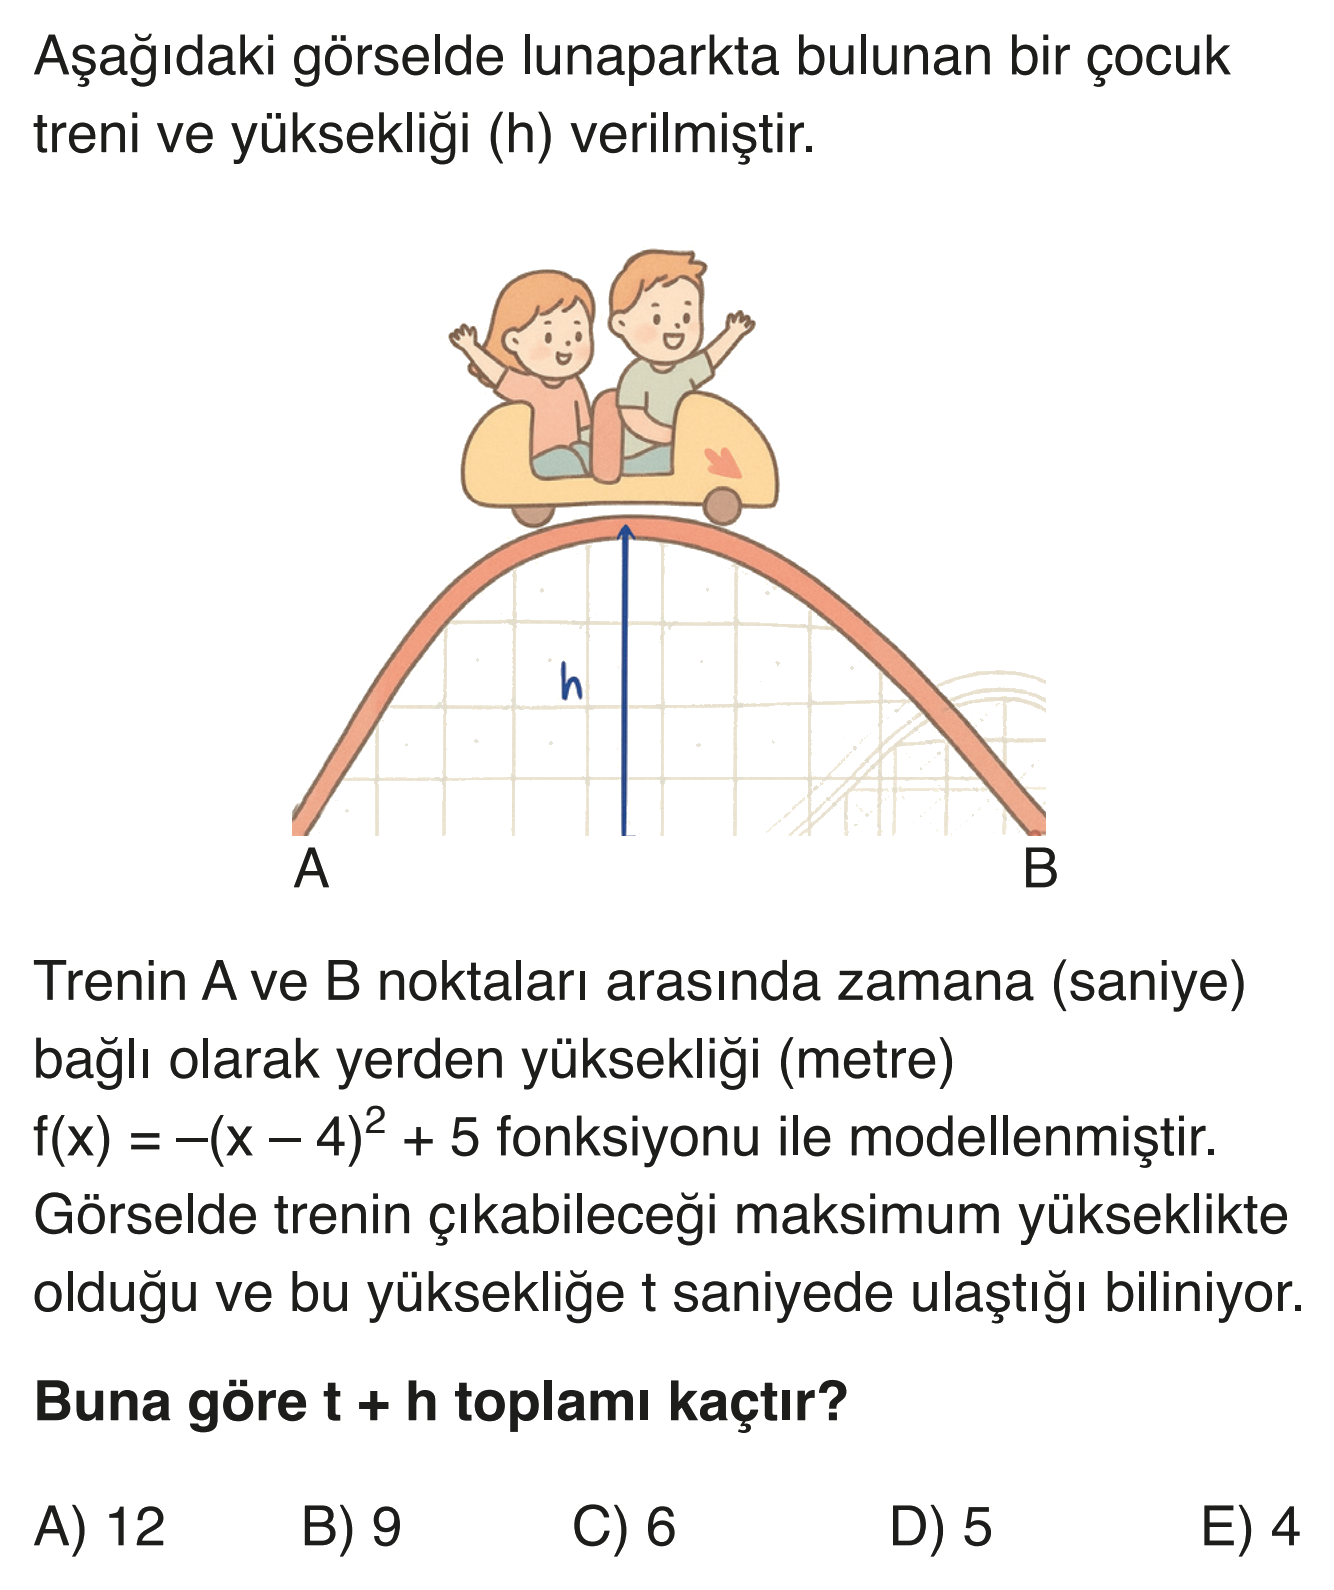 Aşağıdaki görselde lunaparkta bulunan bir çocuk
treni ve yüksekliği (h) verilmiştir.
h
A
B
Trenin A ve B noktaları arasında zamana (saniye)
bağlı olarak yerden yüksekliği (metre)
f(x) = –(x – 4)² + 5 fonksiyonu ile modellenmiştir.
Görselde trenin çıkabileceği maksimum yükseklikte
olduğu ve bu yüksekliğe t saniyede ulaştığı biliniyor.
Buna göre t + h toplamı kaçtır?
A) 12 B) 9 C) 6 D) 5 E) 4